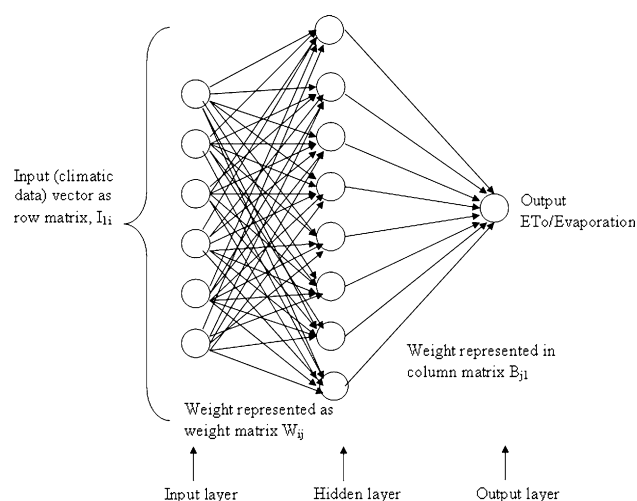 Input (climatic
data) vector as
row matrix, I1i
Output
ETo/Evaporation
Weight represented in
column matrix Bj1
Weight represented as
weight matrix Wij
Input layer
Hidden layer
Output layer